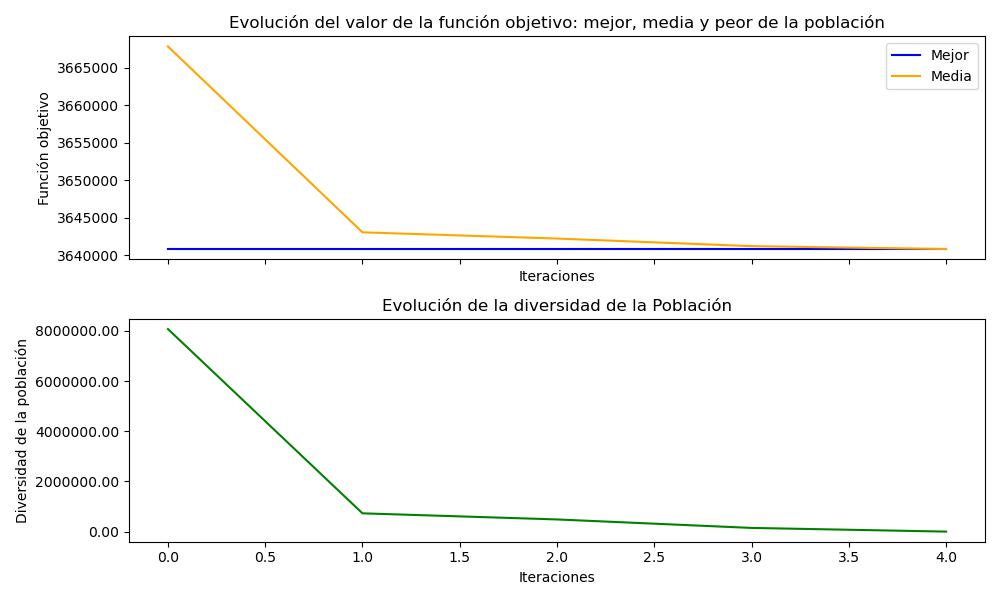 Evolución del valor de la función objetivo: mejor, media y peor de la población
Mejor
Media
Función objetivo
3665000
3660000
3655000
3650000
3645000
3640000
Iteraciones
Evolución de la diversidad de la Población
Diversidad de la población
8000000.00
6000000.00
4000000.00
2000000.00
0.00
0.0 0.5 1.0 1.5 2.0 2.5 3.0 3.5 4.0
Iteraciones